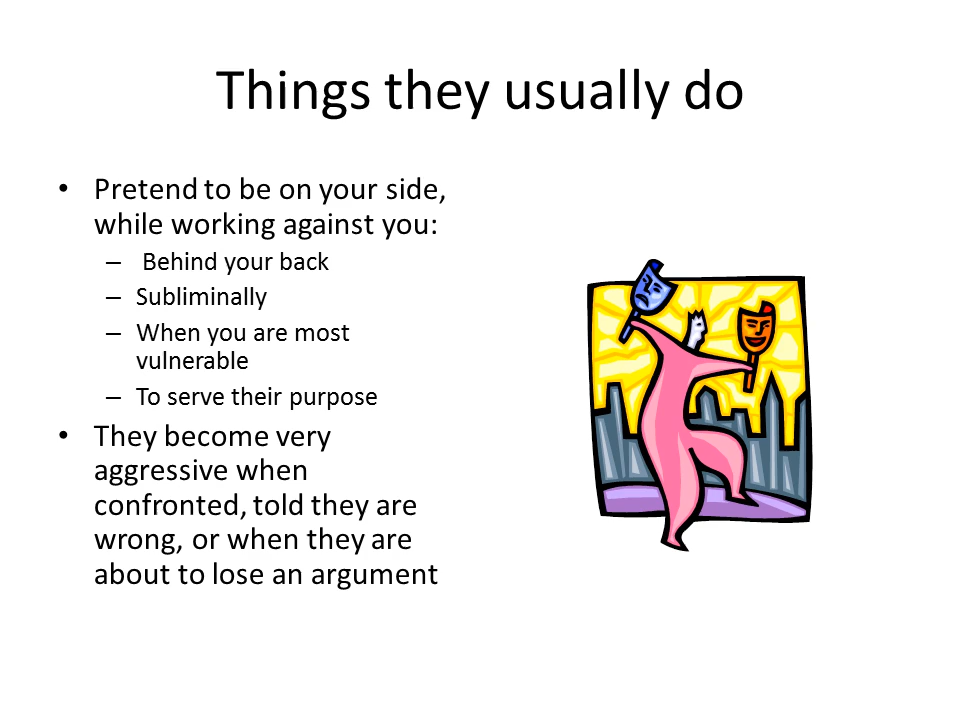 Things they usually do
• Pretend to be on your side,
while working against you:
– Behind your back
– Subliminally
– When you are most
vulnerable
– To serve their purpose
• They become very
aggressive when
confronted, told they are
wrong, or when they are
about to lose an argument